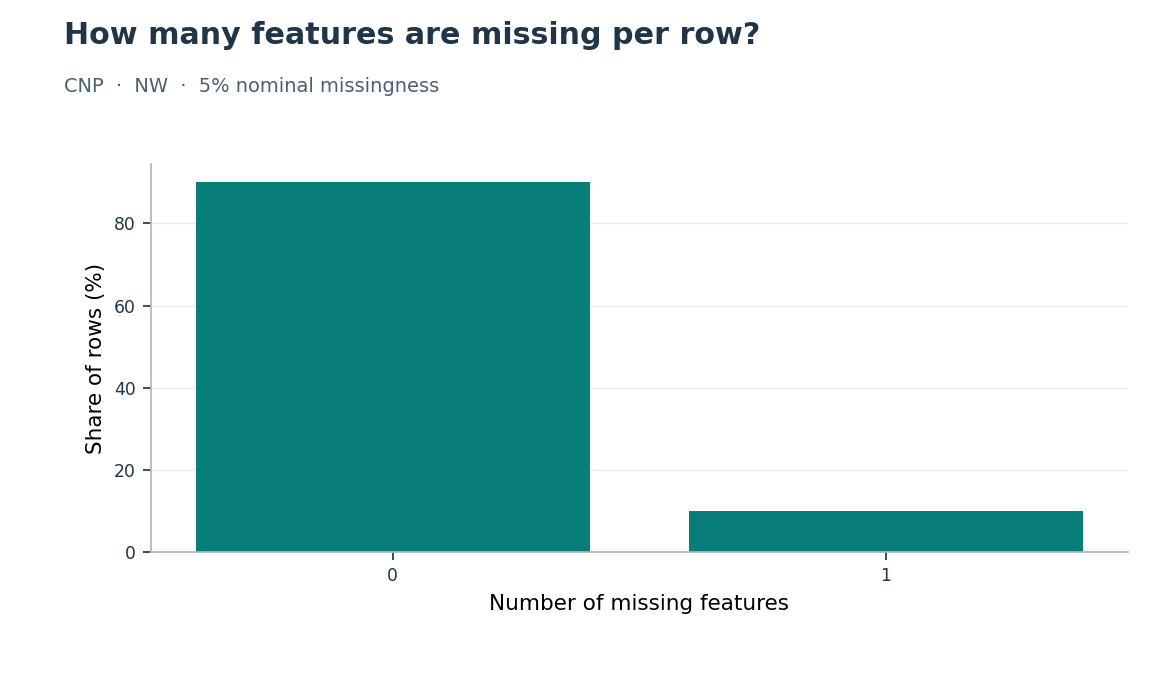 How many features are missing per row?
CNP · NW · 5% nominal missingness
Share of rows (%)
80
60
40
20
0
0 1
Number of missing features